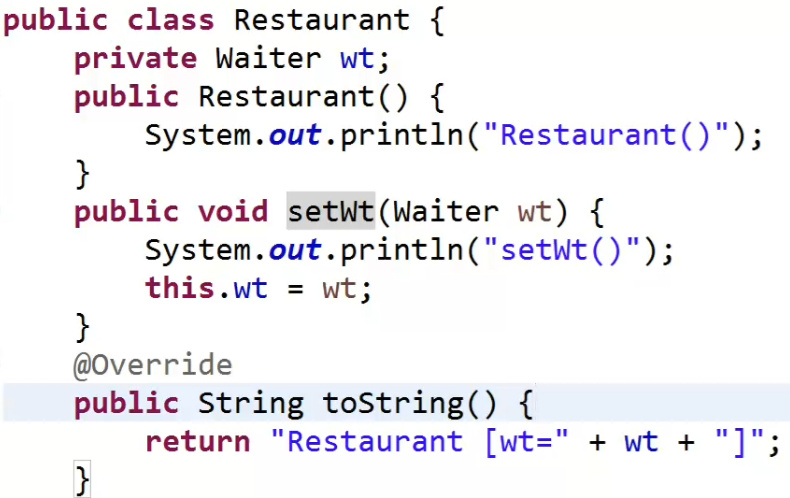 public class Restaurant {
    private Waiter wt;
    public Restaurant() {
        System.out.println("Restaurant()");
    }
    public void setWt(Waiter wt) {
        System.out.println("setWt()");
        this.wt = wt;
    }
    @Override
    public String toString() {
        return "Restaurant [wt=" + wt + "]";
    }